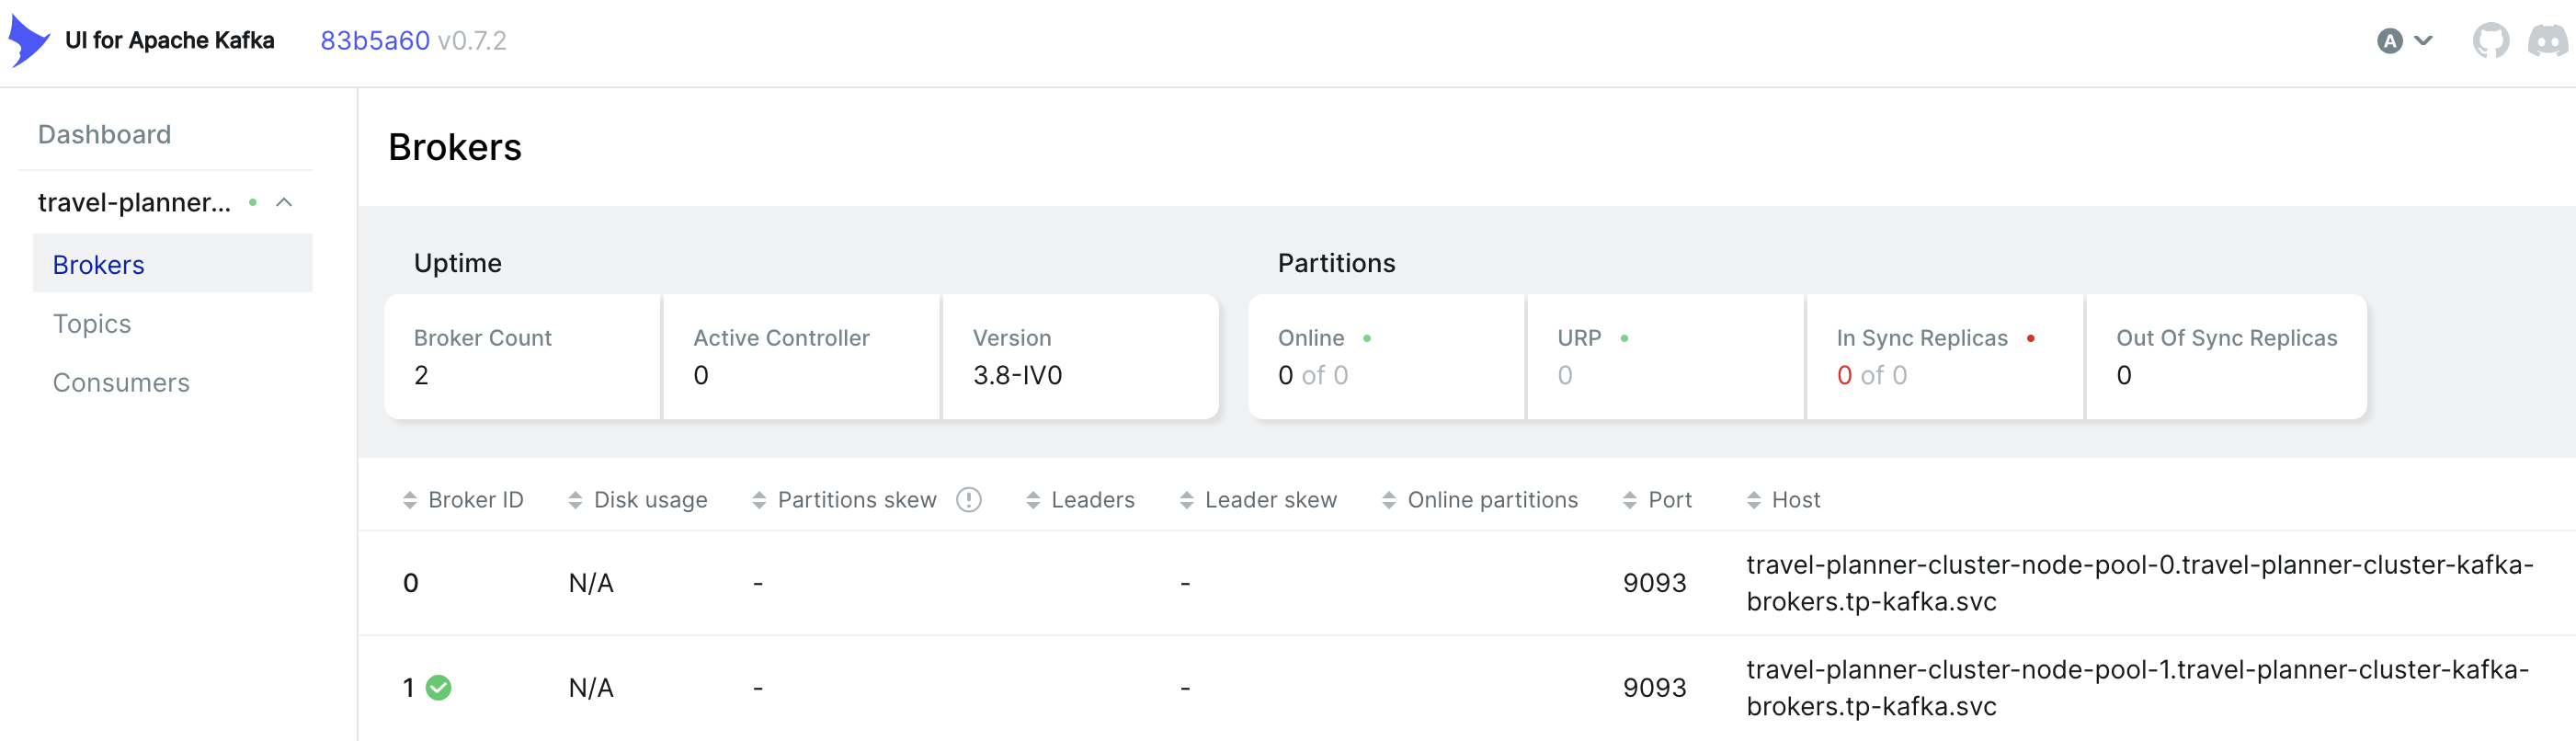 UI for Apache Kafka 83b5a60 v0.7.2 A
Dashboard
travel-planner...
Brokers
Topics
Consumers
Brokers
Uptime
Broker Count
2
Active Controller
0
Version
3.8-IV0
Partitions
Online
0 of 0
URP
0
In Sync Replicas
0 of 0
Out Of Sync Replicas
0
Broker ID Disk usage Partitions skew Leaders Leader skew Online partitions Port Host
0 N/A - - 9093 travel-planner-cluster-node-pool-0.travel-planner-cluster-kafka-
brokers.tp-kafka.svc
1 N/A - - 9093 travel-planner-cluster-node-pool-1.travel-planner-cluster-kafka-
brokers.tp-kafka.svc